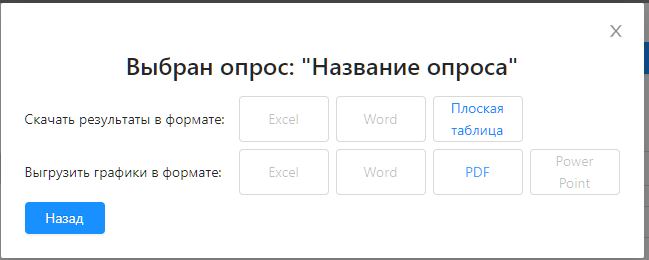 Выбран опрос: "Название опроса"
Скачать результаты в формате:
Excel
Word
Плоская
таблица
Выгрузить графики в формате:
Excel
Word
PDF
Power
Point
Назад